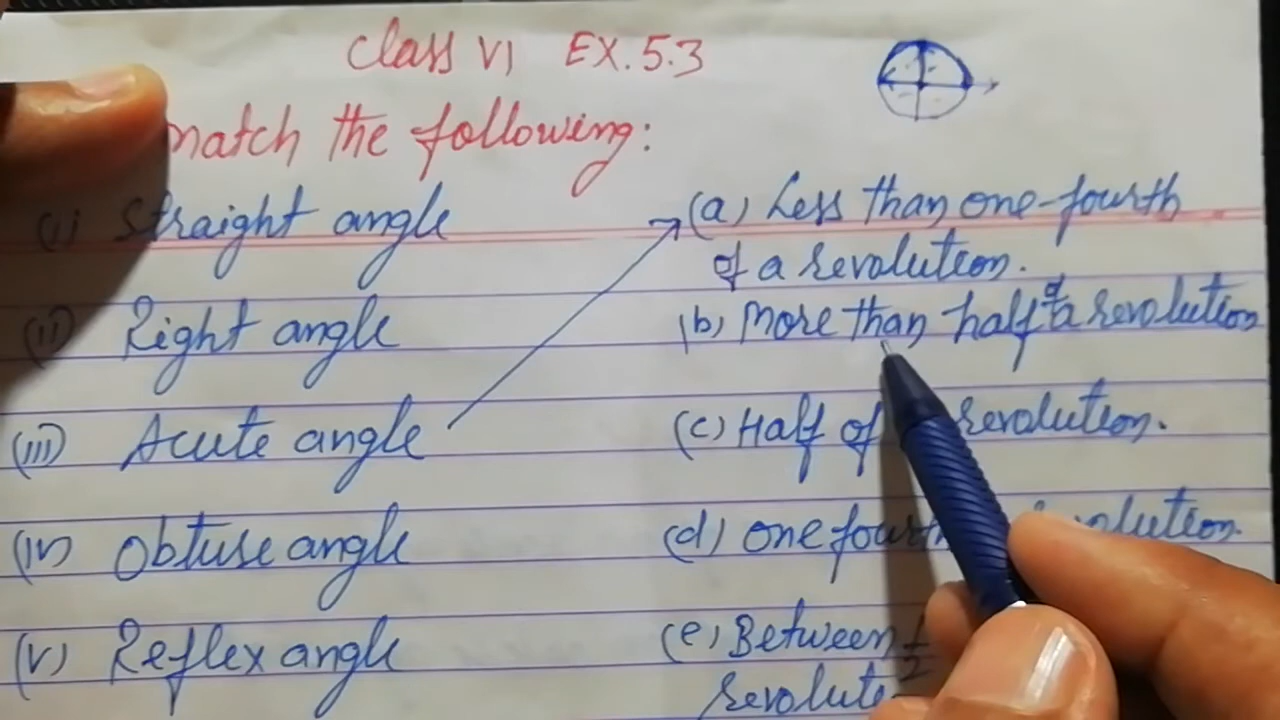 Class VI EX.5.3
match the following:
(i) Straight angle
(a) Less than one-fourth
of a revolution.
(ii) Right angle
(b) More than half of a revolution
(iii) Acute angle
(c) Half of revolution.
(iv) Obtuse angle
(d) One fourth
(v) Reflex angle
(e) Between 1/2